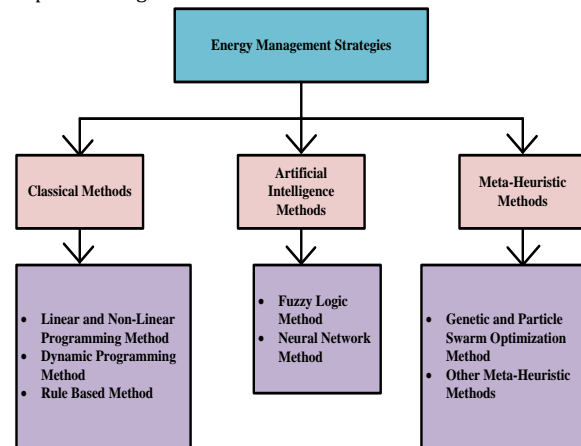 Energy Management Strategies
Classical Methods
Artificial
Intelligence
Methods
Meta-Heuristic
Methods
• Linear and Non-Linear
Programming Method
• Dynamic Programming
Method
• Rule Based Method
• Fuzzy Logic
Method
• Neural Network
Method
• Genetic and Particle
Swarm Optimization
Method
• Other Meta-Heuristic
Methods